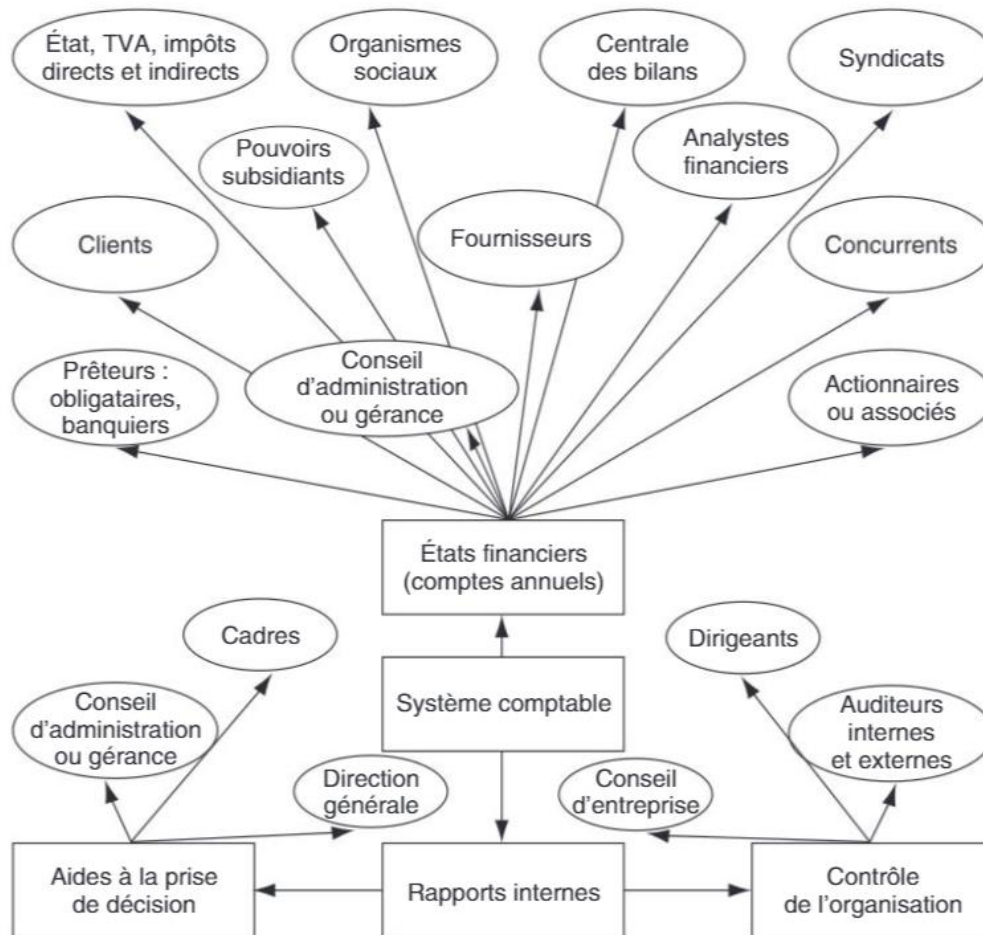 État, TVA, impôts
directs et indirects
Organismes
sociaux
Centrale
des bilans
Syndicats
Pouvoirs
subsidiants
Analystes
financiers
Clients
Fournisseurs
Concurrents
Prêteurs :
obligataires,
banquiers
Conseil
d'administration
ou gérance
Actionnaires
ou associés
États financiers
(comptes annuels)
Cadres
Dirigeants
Système comptable
Conseil
d'administration
ou gérance
Auditeurs
internes
et externes
Direction
générale
Conseil
d'entreprise
Aides à la prise
de décision
Rapports internes
Contrôle
de l'organisation